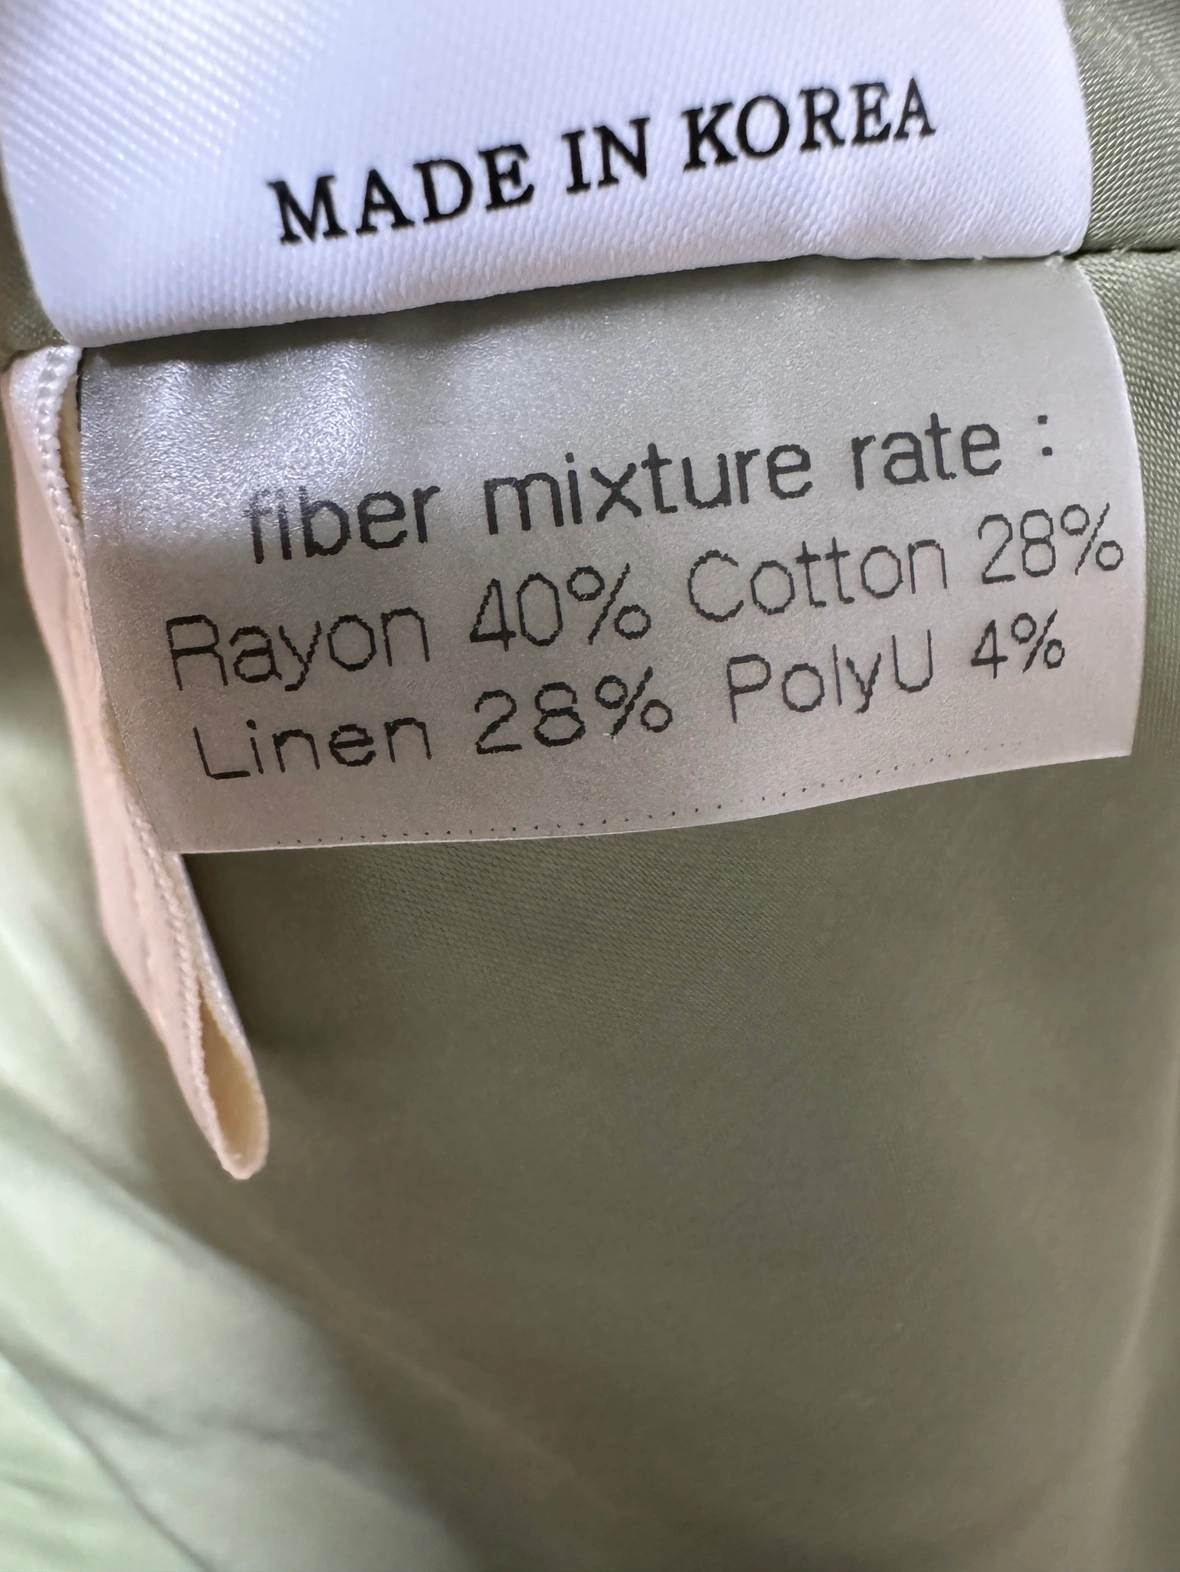 MADE IN KOREA
fiber mixture rate :
Rayon 40% Cotton 28%
Linen 28% PolyU 4%